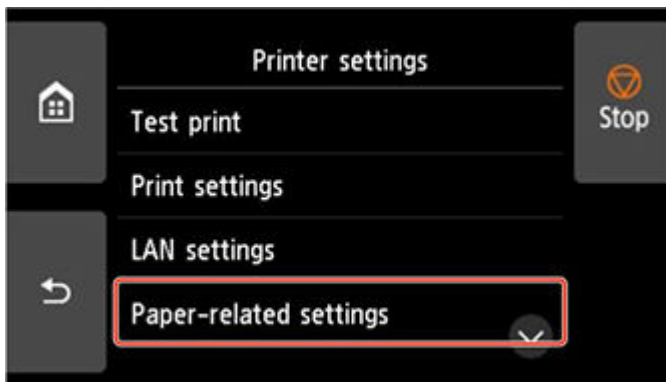 Printer settings
Stop
Test print
Print settings
LAN settings
Paper-related settings